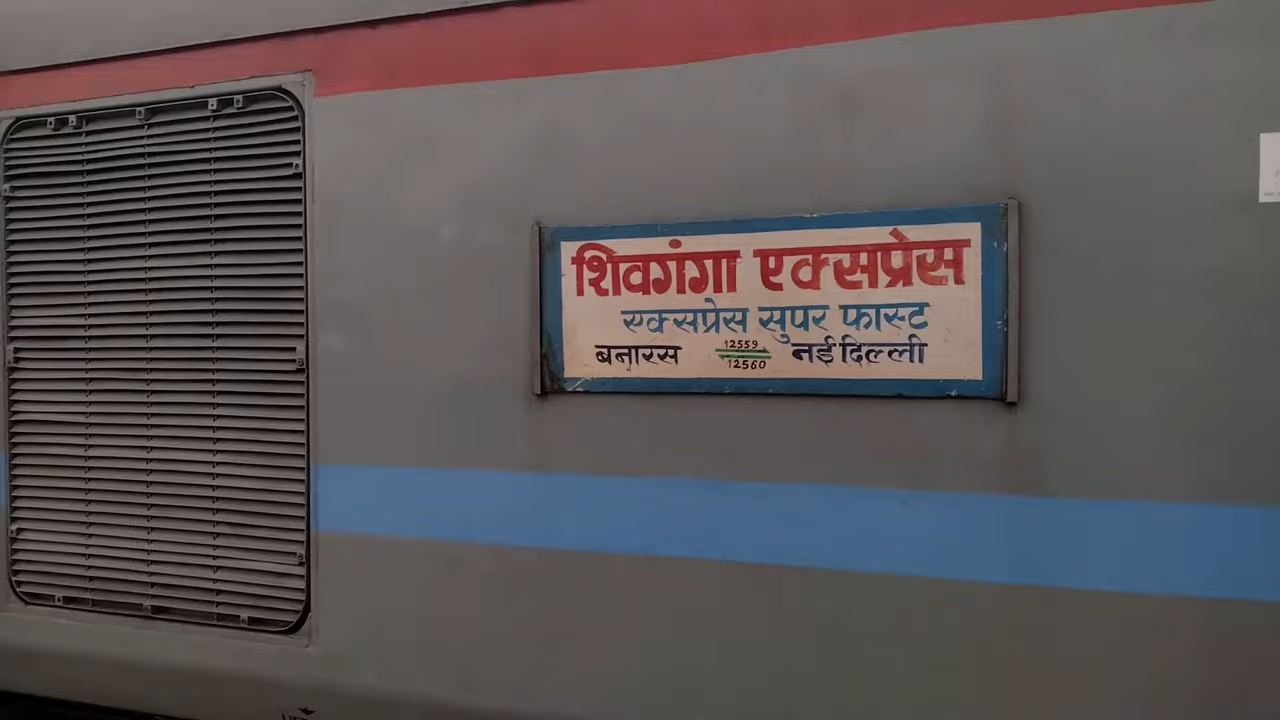 शिवगंगा एक्सप्रेस
एक्सप्रेस सुपर फास्ट
बनारस 12559 नई दिल्ली
12560